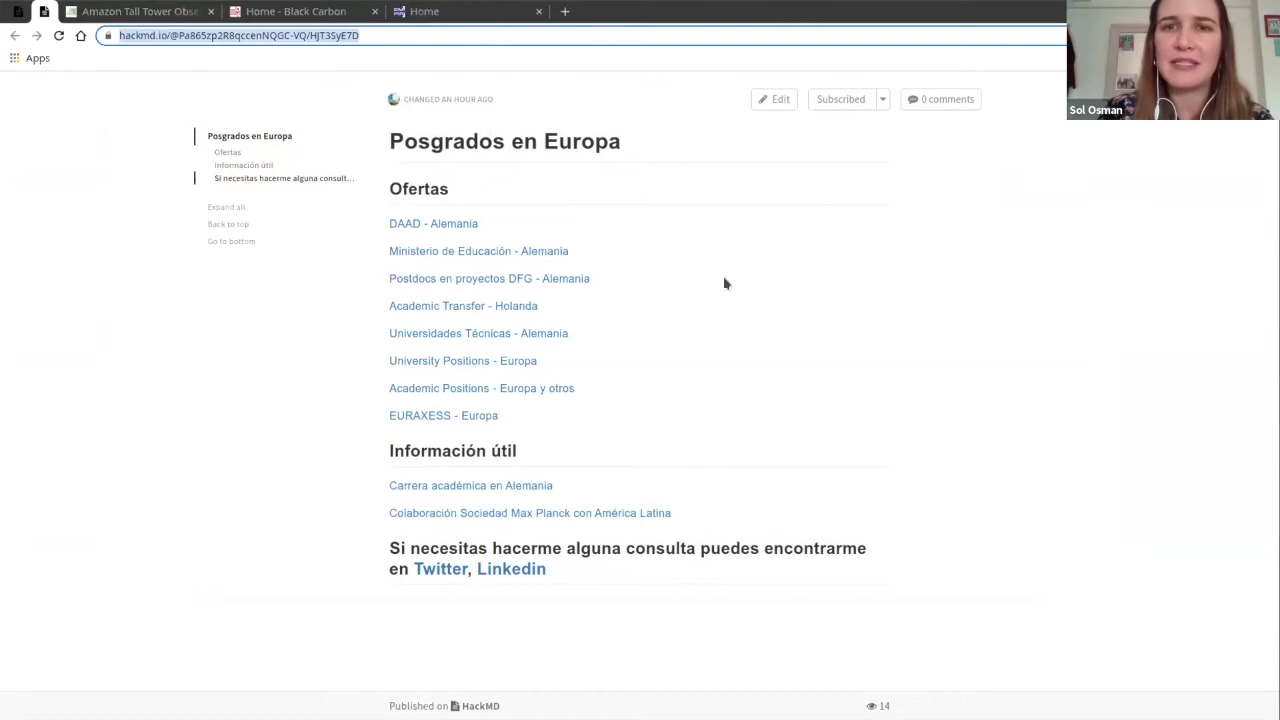 Amazon Tall Tower Obse
Home - Black Carbon
Home
hackmd.io/@Pa865zp2R8qccenNQGC-VQ/HJT3SyE7D
Apps
Sol Osman
CHANGED AN HOUR AGO
Edit
Subscribed
0 comments
Posgrados en Europa
Ofertas
Información útil
Si necesitas hacerme alguna consult...
Expand all
Back to top
Go to bottom
Posgrados en Europa
Ofertas
DAAD - Alemania
Ministerio de Educación - Alemania
Postdocs en proyectos DFG - Alemania
Academic Transfer - Holanda
Universidades Técnicas - Alemania
University Positions - Europa
Academic Positions - Europa y otros
EURAXESS - Europa
Información útil
Carrera académica en Alemania
Colaboración Sociedad Max Planck con América Latina
Si necesitas hacerme alguna consulta puedes encontrarme
en Twitter, Linkedin
Published on HackMD
14